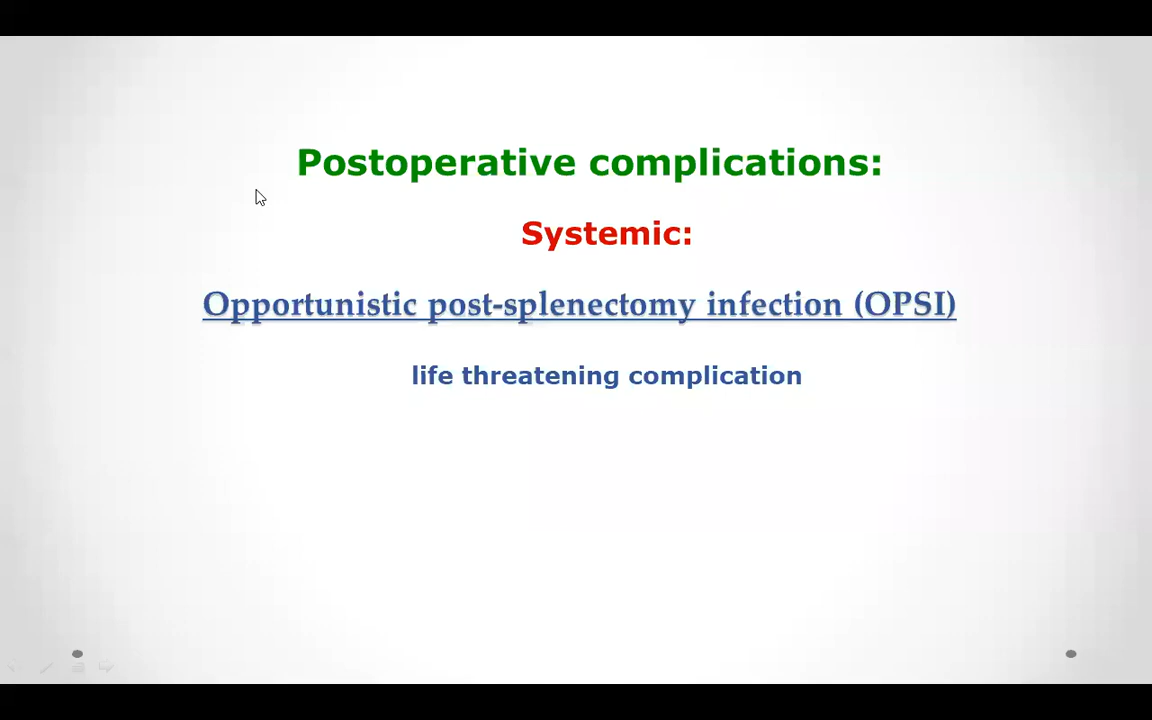 Postoperative complications:
Systemic:
Opportunistic post-splenectomy infection (OPSI)
life threatening complication